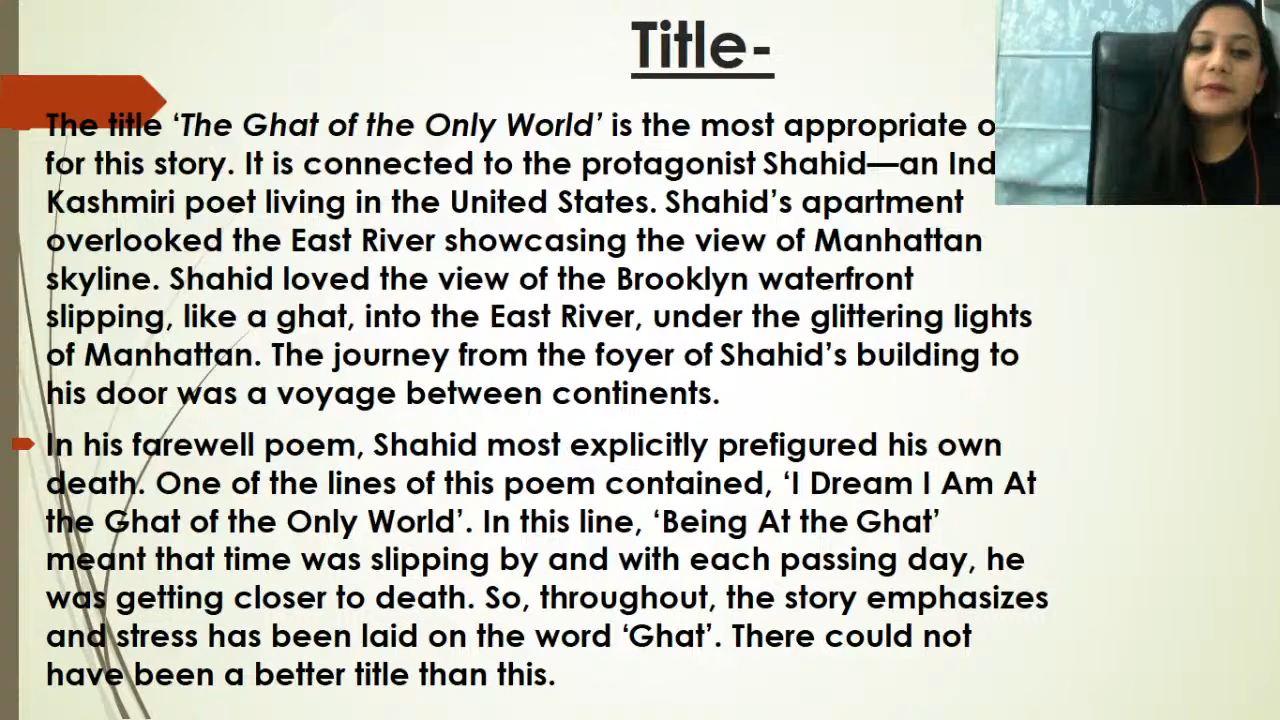 Title-
The title ‘The Ghat of the Only World’ is the most appropriate
for this story. It is connected to the protagonist Shahid—an
Kashmiri poet living in the United States. Shahid’s apartment
overlooked the East River showcasing the view of Manhattan
skyline. Shahid loved the view of the Brooklyn waterfront
slipping, like a ghat, into the East River, under the glittering lights
of Manhattan. The journey from the foyer of Shahid’s building to
his door was a voyage between continents.
In his farewell poem, Shahid most explicitly prefigured his own
death. One of the lines of this poem contained, ‘I Dream I Am At
the Ghat of the Only World’. In this line, ‘Being At the Ghat’
meant that time was slipping by and with each passing day, he
was getting closer to death. So, throughout, the story emphasizes
and stress has been laid on the word ‘Ghat’. There could not
have been a better title than this.